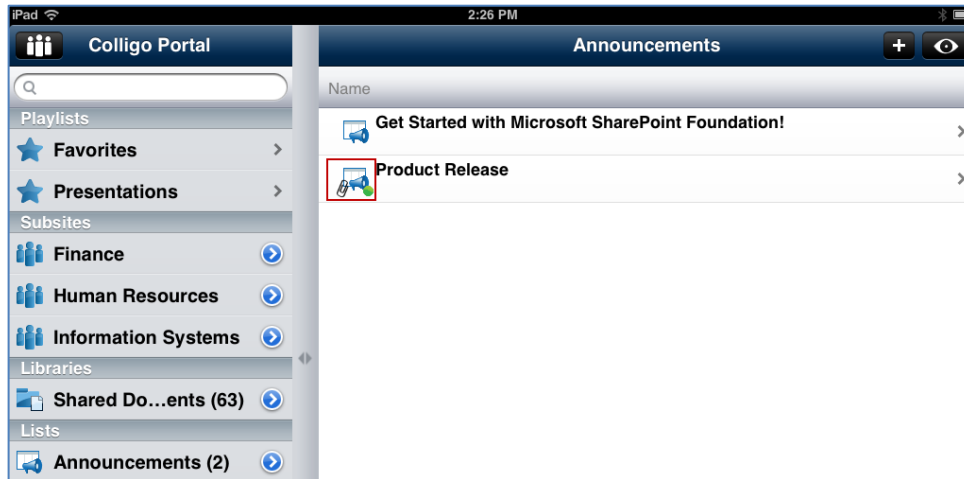 iPad 2:26 PM
Colligo Portal
Announcements
+
Name
Playlists
Get Started with Microsoft SharePoint Foundation!
Favorites
Product Release
Presentations
Subsites
Finance
Human Resources
Information Systems
Libraries
Shared Do...ents (63)
Lists
Announcements (2)